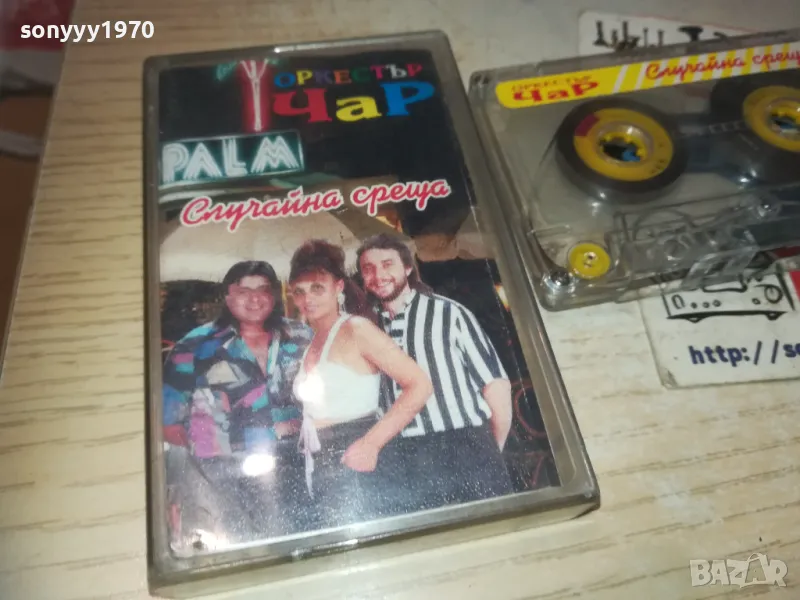 sonyyy1970
ОРКЕСТЪР
ЧАР
PALM
Случайна среща
ОРКЕСТЪР
ЧАР
Случайна среща
http://
BAZAR